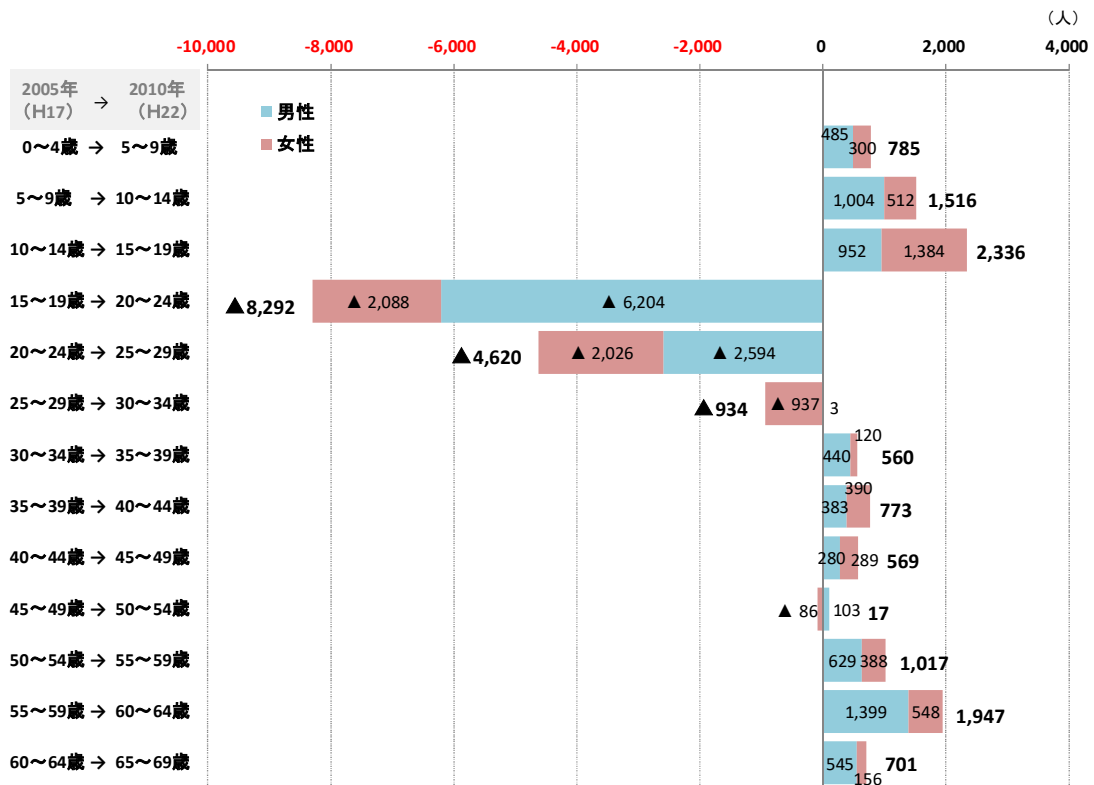 （人）
-10,000 -8,000 -6,000 -4,000 -2,000 0 2,000 4,000
2005年 → 2010年
（H17） （H22）
男性
女性
0～4歳 → 5～9歳 485 300 785
5～9歳 → 10～14歳 1,004 512 1,516
10～14歳 → 15～19歳 952 1,384 2,336
15～19歳 → 20～24歳 ▲8,292 ▲ 2,088 ▲ 6,204
20～24歳 → 25～29歳 ▲4,620 ▲ 2,026 ▲ 2,594
25～29歳 → 30～34歳 ▲934 ▲ 937 3
30～34歳 → 35～39歳 440 120 560
35～39歳 → 40～44歳 383 390 773
40～44歳 → 45～49歳 280 289 569
45～49歳 → 50～54歳 ▲ 86 103 17
50～54歳 → 55～59歳 629 388 1,017
55～59歳 → 60～64歳 1,399 548 1,947
60～64歳 → 65～69歳 545 156 701